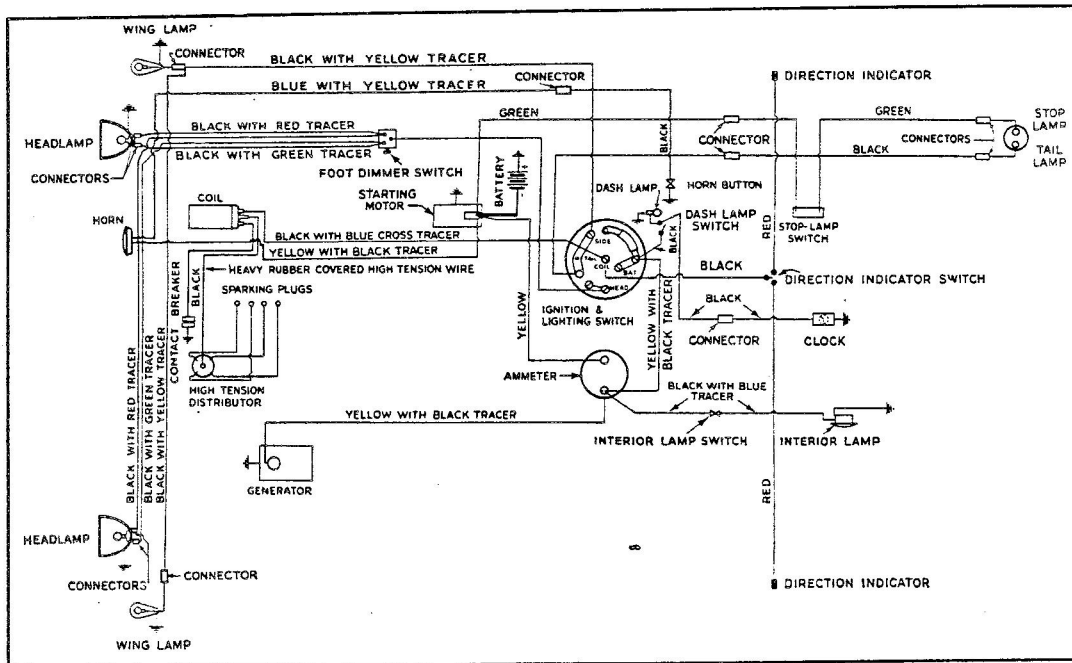 WING LAMP
CONNECTOR
BLACK WITH YELLOW TRACER
BLUE WITH YELLOW TRACER
CONNECTOR
DIRECTION INDICATOR
GREEN
GREEN
STOP LAMP
HEADLAMP
BLACK WITH RED TRACER
BLACK WITH GREEN TRACER
CONNECTORS
FOOT DIMMER SWITCH
BLACK
CONNECTOR
CONNECTORS
BLACK
TAIL LAMP
BATTERY
COIL
STARTING MOTOR
DASH LAMP
HORN BUTTON
DASH LAMP SWITCH
HORN
BLACK WITH BLUE CROSS TRACER
YELLOW WITH BLACK TRACER
HEAVY RUBBER COVERED HIGH TENSION WIRE
SIDE
TAIL
COIL
BAT
HEAD
BLACK
BLACK
RED
STOP-LAMP SWITCH
DIRECTION INDICATOR SWITCH
CONTACT BREAKER
BLACK
SPARKING PLUGS
IGNITION & LIGHTING SWITCH
YELLOW
YELLOW WITH BLACK TRACER
BLACK
CONNECTOR
CLOCK
HIGH TENSION DISTRIBUTOR
AMMETER
BLACK WITH BLUE TRACER
YELLOW WITH BLACK TRACER
INTERIOR LAMP SWITCH
INTERIOR LAMP
BLACK WITH RED TRACER
BLACK WITH GREEN TRACER
BLACK WITH YELLOW TRACER
GENERATOR
RED
HEADLAMP
CONNECTORS
CONNECTOR
DIRECTION INDICATOR
WING LAMP